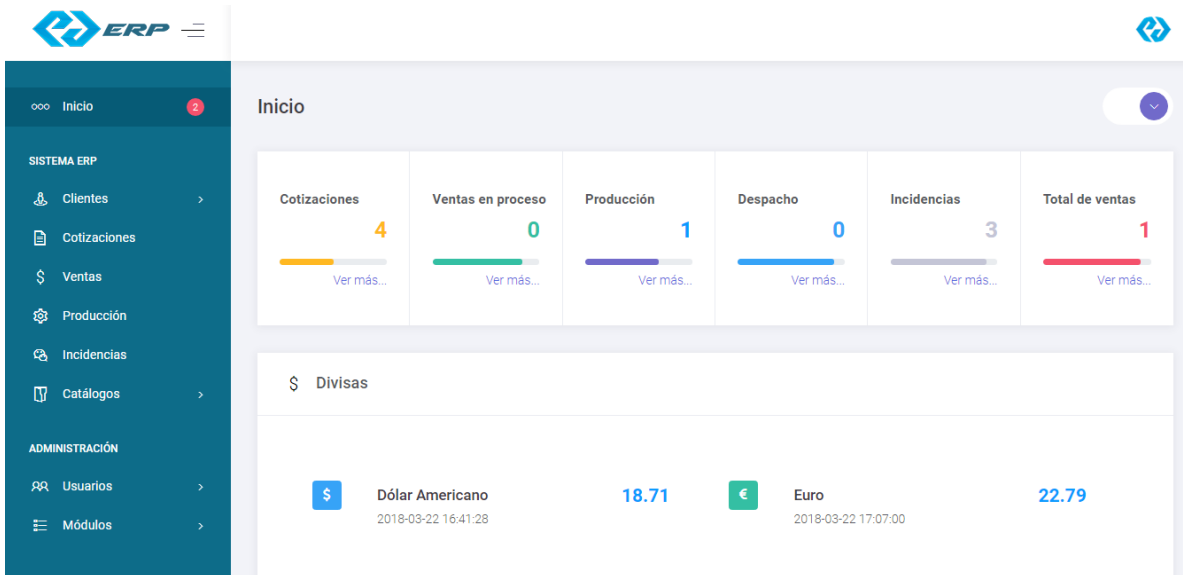 ERP
Inicio 2
SISTEMA ERP
Clientes
Cotizaciones
$ Ventas
Producción
Incidencias
Catálogos
ADMINISTRACIÓN
Usuarios
Módulos
Inicio
Cotizaciones
4
Ver más...
Ventas en proceso
0
Ver más...
Producción
1
Ver más...
Despacho
0
Ver más...
Incidencias
3
Ver más...
Total de ventas
1
Ver más...
$ Divisas
$ Dólar Americano 18.71
2018-03-22 16:41:28
€ Euro 22.79
2018-03-22 17:07:00